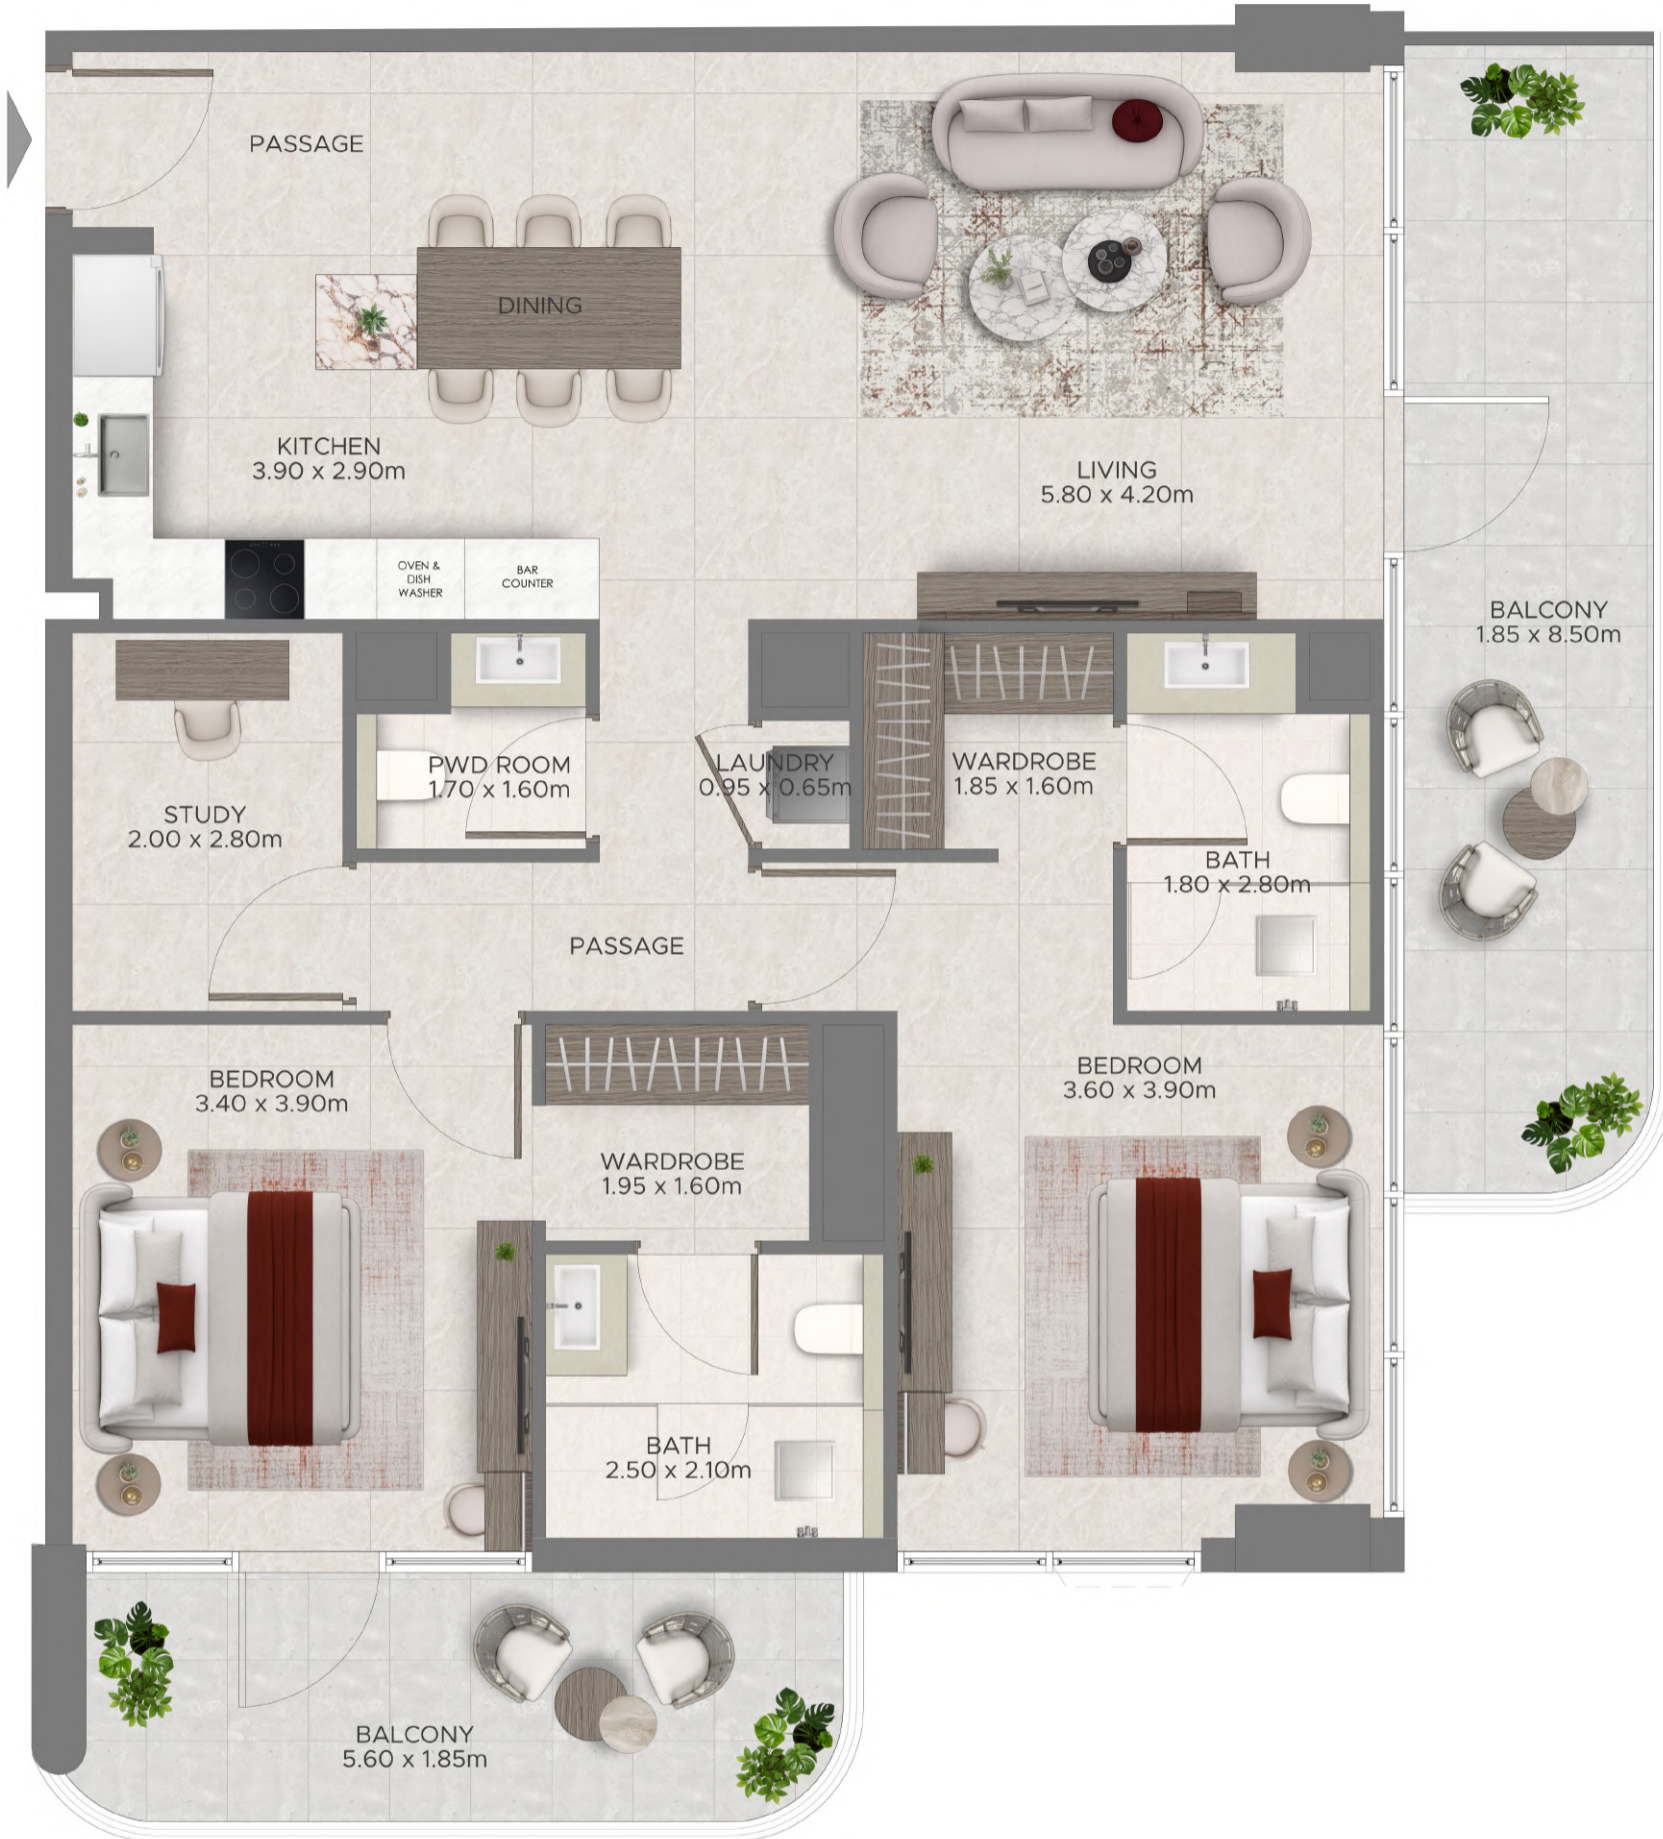 PASSAGE
DINING
KITCHEN
3.90 x 2.90m
LIVING
5.80 x 4.20m
OVEN &
DISH
WASHER
BAR
COUNTER
BALCONY
1.85 x 8.50m
STUDY
2.00 x 2.80m
PWD ROOM
1.70 x 1.60m
LAUNDRY
0.95 x 0.65m
WARDROBE
1.85 x 1.60m
BATH
1.80 x 2.80m
PASSAGE
BEDROOM
3.40 x 3.90m
WARDROBE
1.95 x 1.60m
BEDROOM
3.60 x 3.90m
BATH
2.50 x 2.10m
BALCONY
5.60 x 1.85m